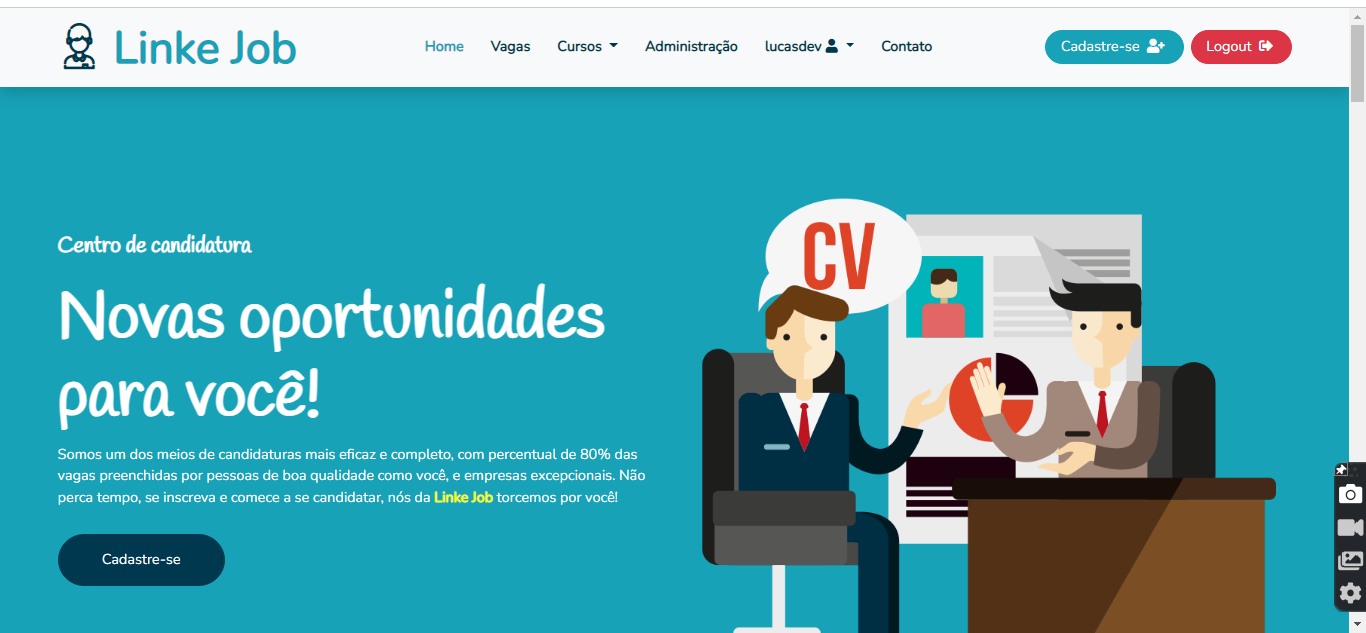 Linke Job
Home
Vagas
Cursos
Administração
lucasdev
Contato
Cadastre-se
Logout
Centro de candidatura
Novas oportunidades
para você!
Somos um dos meios de candidaturas mais eficaz e completo, com percentual de 80% das
vagas preenchidas por pessoas de boa qualidade como você, e empresas excepcionais. Não
perca tempo, se inscreva e comece a se candidatar, nós da Linke Job torcemos por você!
Cadastre-se
CV